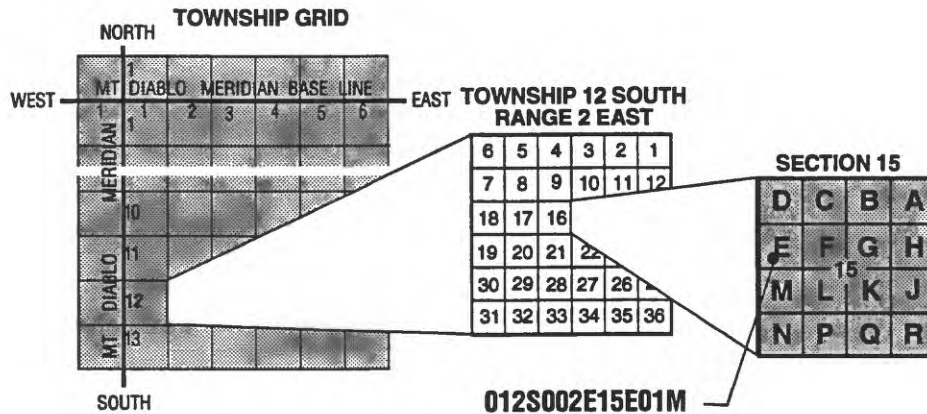 TOWNSHIP GRID
NORTH
1
MT DIABLO MERIDIAN BASE LINE
WEST
EAST
1 1 2 3 4 5 6
1
MERIDIAN
10
11
DIABLO
12
MT
13
SOUTH
TOWNSHIP 12 SOUTH
RANGE 2 EAST
6 5 4 3 2 1
7 8 9 10 11 12
18 17 16
19 20 21 22
30 29 28 27 26
31 32 33 34 35 36
SECTION 15
D C B A
E F G H
15
M L K J
N P Q R
012S002E15E01M